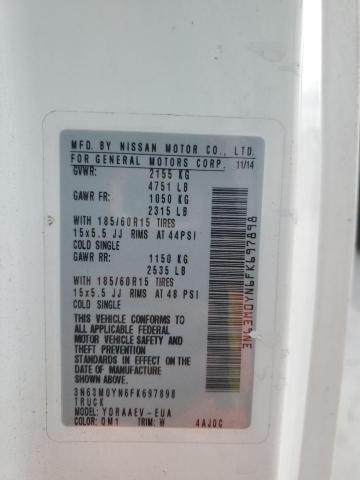 MFD. BY NISSAN MOTOR CO., LTD.
FOR GENERAL MOTORS CORP. 11/14
GVWR: 2155 KG
4751 LB
GAWR FR: 1050 KG
2315 LB
WITH 185/60R15 TIRES
15x5.5 JJ RIMS AT 44PSI
COLD SINGLE
GAWR RR: 1150 KG
2535 LB
WITH 185/60R15 TIRES
15x5.5 JJ RIMS AT 48 PSI
COLD SINGLE
THIS VEHICLE CONFORMS TO
ALL APPLICABLE FEDERAL
MOTOR VEHICLE SAFETY AND
THEFT PREVENTION
STANDARDS IN EFFECT ON THE
DATE OF MANUFACTURE
SHOWN ABOVE.
3N63M0YN6FK697898
TRUCK
MODEL: YDRAAEV-EUA
COLOR: QM1 TRIM: W 4AJ0C
3N63M0YN6FK697898